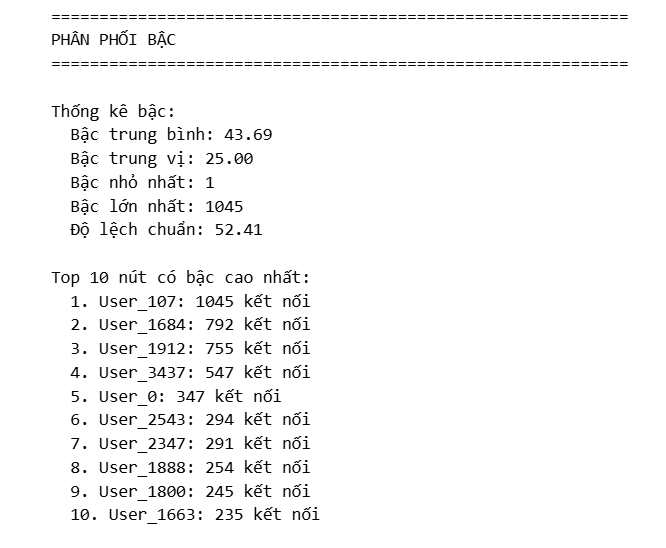 ============================================================
PHÂN PHỐI BẬC
============================================================
Thống kê bậc:
Bậc trung bình: 43.69
Bậc trung vị: 25.00
Bậc nhỏ nhất: 1
Bậc lớn nhất: 1045
Độ lệch chuẩn: 52.41
Top 10 nút có bậc cao nhất:
1. User_107: 1045 kết nối
2. User_1684: 792 kết nối
3. User_1912: 755 kết nối
4. User_3437: 547 kết nối
5. User_0: 347 kết nối
6. User_2543: 294 kết nối
7. User_2347: 291 kết nối
8. User_1888: 254 kết nối
9. User_1800: 245 kết nối
10. User_1663: 235 kết nối